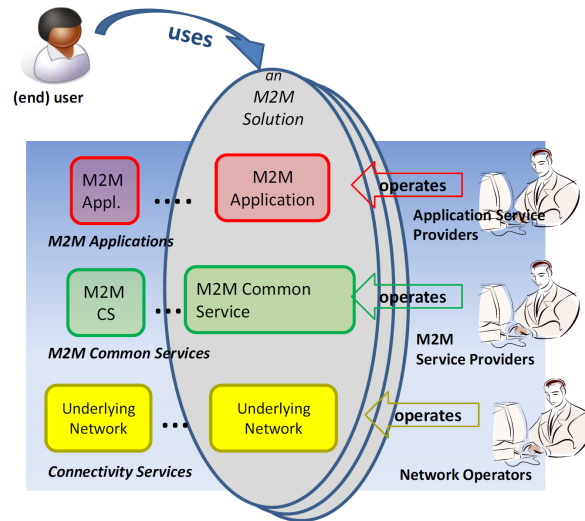 uses
(end) user
an
M2M
Solution
M2M
Appl.
....
M2M
Application
operates
Application Service
Providers
M2M Applications
M2M
CS
...
M2M Common
Service
operates
M2M
Service Providers
M2M Common Services
Underlying
Network
...
Underlying
Network
operates
Connectivity Services
Network Operators